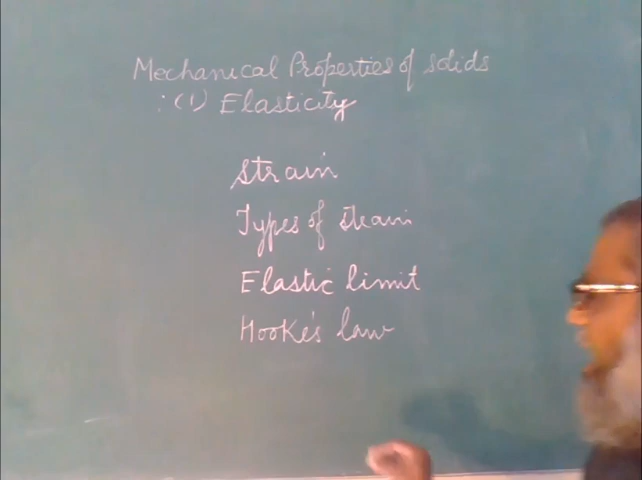 Mechanical Properties of solids
:(1) Elasticity
Strain
Types of strain
Elastic limit
Hooke's law